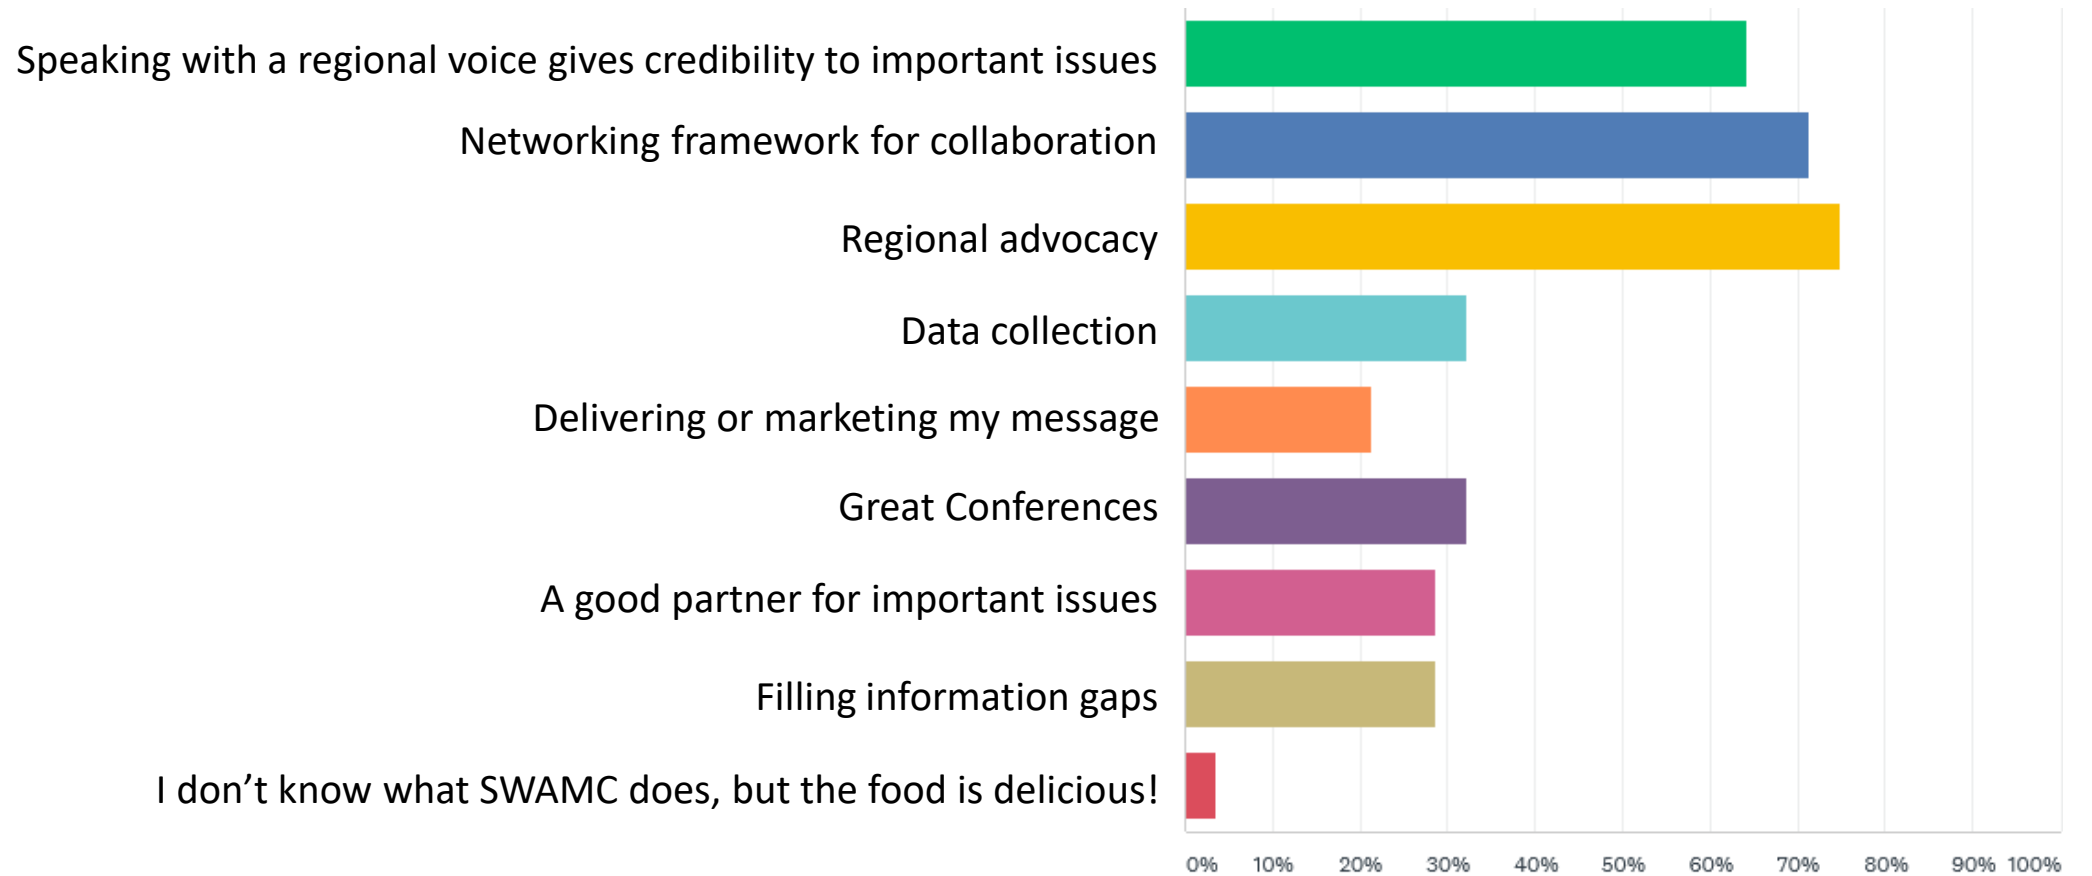 Speaking with a regional voice gives credibility to important issues
Networking framework for collaboration
Regional advocacy
Data collection
Delivering or marketing my message
Great Conferences
A good partner for important issues
Filling information gaps
I don’t know what SWAMC does, but the food is delicious!
0% 10% 20% 30% 40% 50% 60% 70% 80% 90% 100%